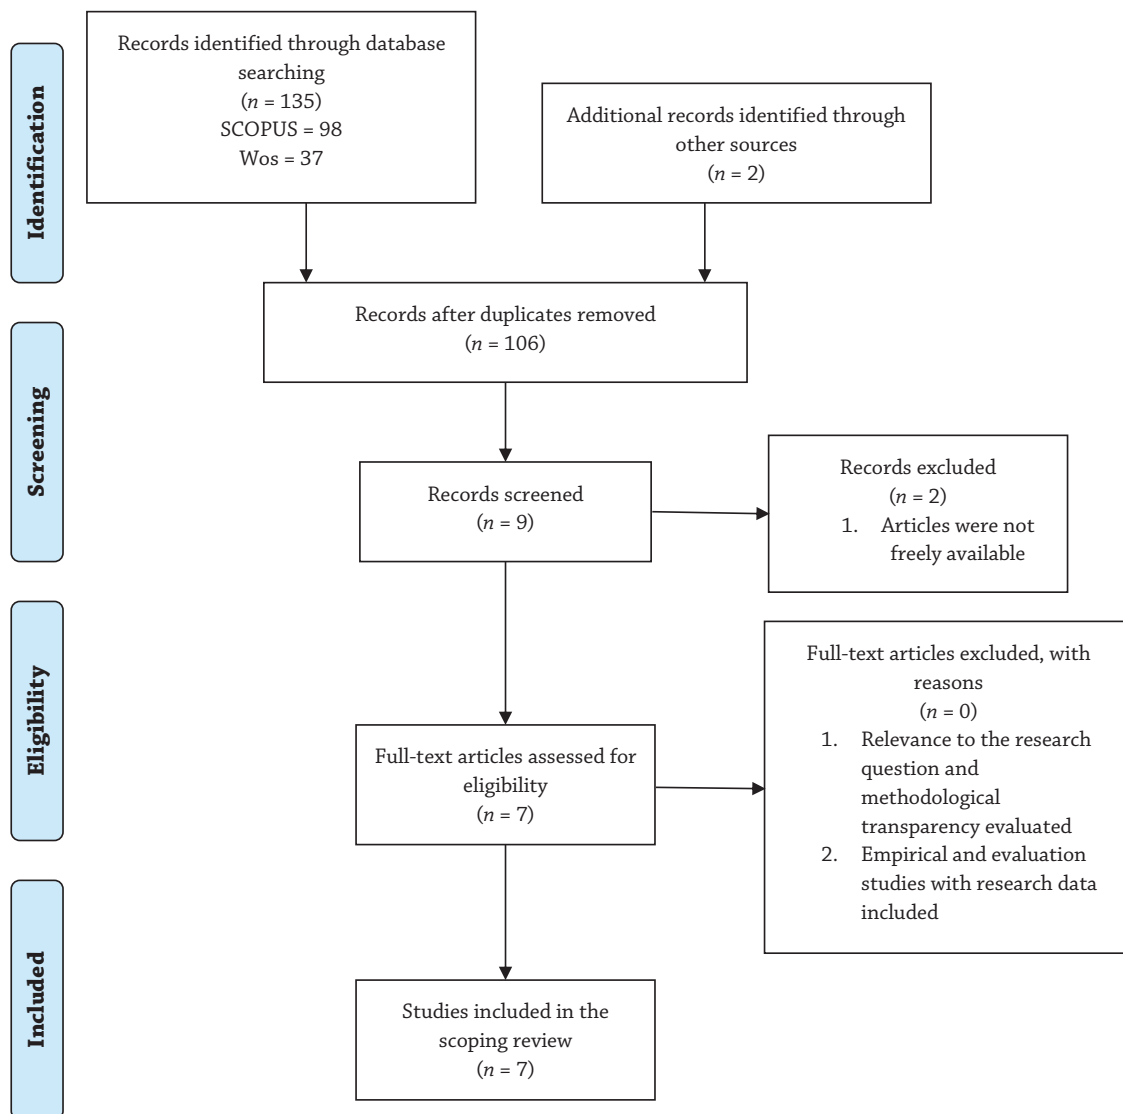 Identification
Records identified through database
searching
(n = 135)
SCOPUS = 98
Wos = 37
Additional records identified through
other sources
(n = 2)
Records after duplicates removed
(n = 106)
Screening
Records screened
(n = 9)
Records excluded
(n = 2)
1. Articles were not
freely available
Eligibility
Full-text articles assessed for
eligibility
(n = 7)
Full-text articles excluded, with
reasons
(n = 0)
1. Relevance to the research
question and
methodological
transparency evaluated
2. Empirical and evaluation
studies with research data
included
Included
Studies included in the
scoping review
(n = 7)